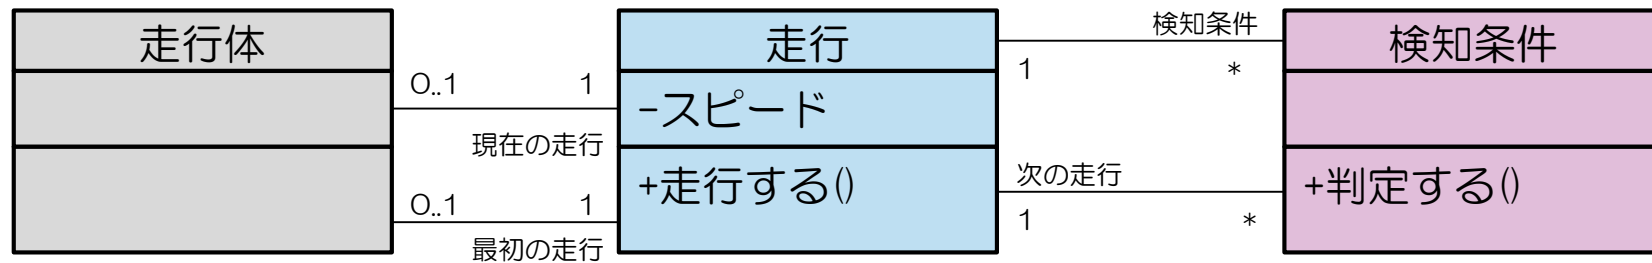 走行体
0..1
1
現在の走行
0..1
1
最初の走行
走行
-スピード
+走行する()
検知条件
1
*
次の走行
1
*
検知条件
+判定する()